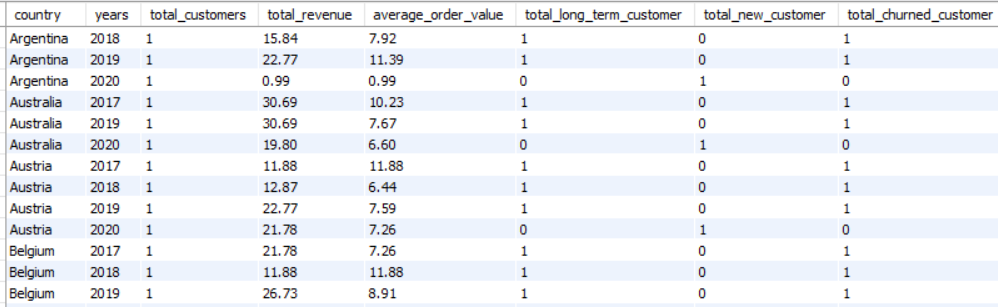 country years total_customers total_revenue average_order_value total_long_term_customer total_new_customer total_churned_customer
Argentina 2018 1 15.84 7.92 1 0 1
Argentina 2019 1 22.77 11.39 1 0 1
Argentina 2020 1 0.99 0.99 0 1 0
Australia 2017 1 30.69 10.23 1 0 1
Australia 2019 1 30.69 7.67 1 0 1
Australia 2020 1 19.80 6.60 0 1 0
Austria 2017 1 11.88 11.88 1 0 1
Austria 2018 1 12.87 6.44 1 0 1
Austria 2019 1 22.77 7.59 1 0 1
Austria 2020 1 21.78 7.26 0 1 0
Belgium 2017 1 21.78 7.26 1 0 1
Belgium 2018 1 11.88 11.88 1 0 1
Belgium 2019 1 26.73 8.91 1 0 1